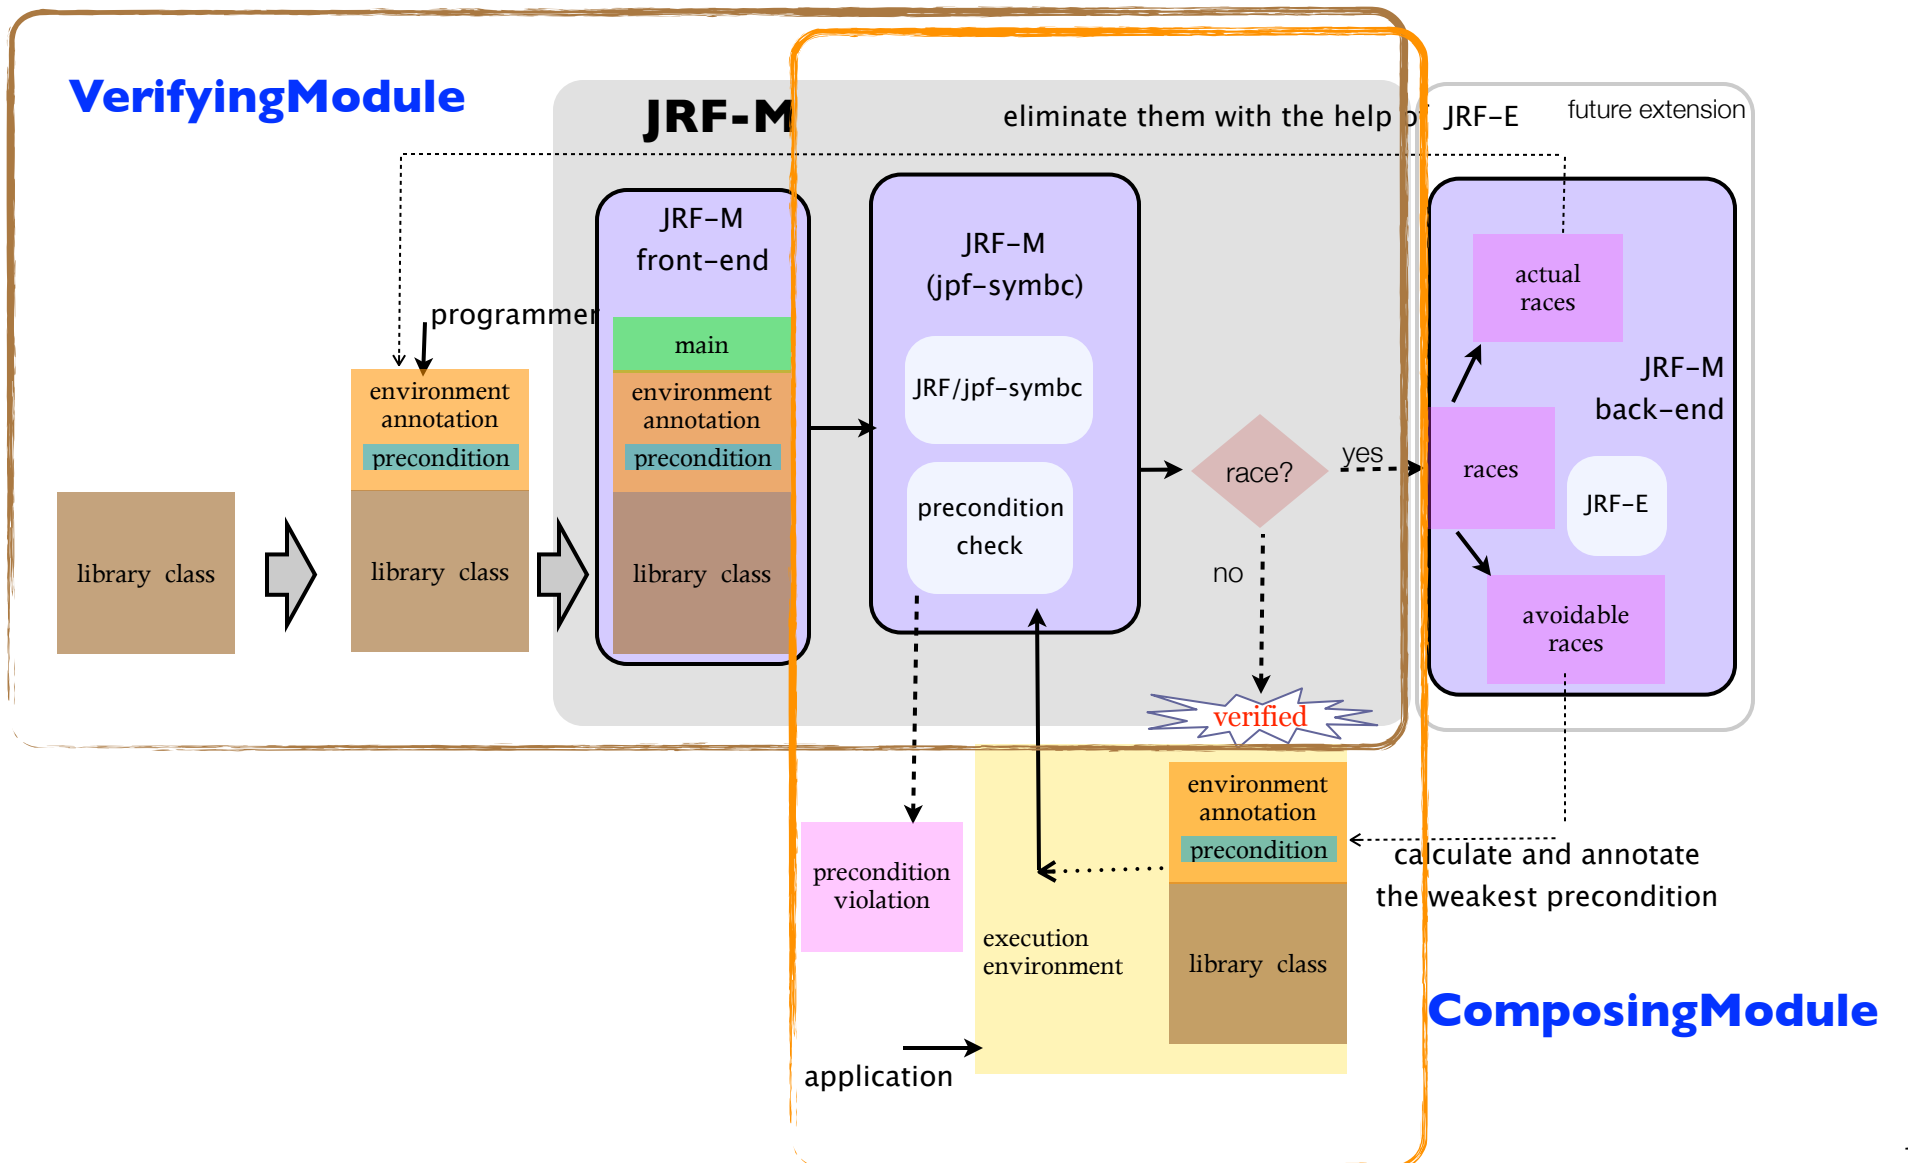 VerifyingModule
JRF-M
eliminate them with the help of JRF-E
future extension
JRF-M
front-end
JRF-M
(jpf-symbc)
actual
races
programmer
main
environment
annotation
precondition
environment
annotation
precondition
JRF/jpf-symbc
JRF-M
back-end
yes
race?
races
JRF-E
precondition
check
library class
library class
library class
no
avoidable
races
verified
environment
annotation
precondition
calculate and annotate
the weakest precondition
precondition
violation
execution
environment
library class
ComposingModule
application